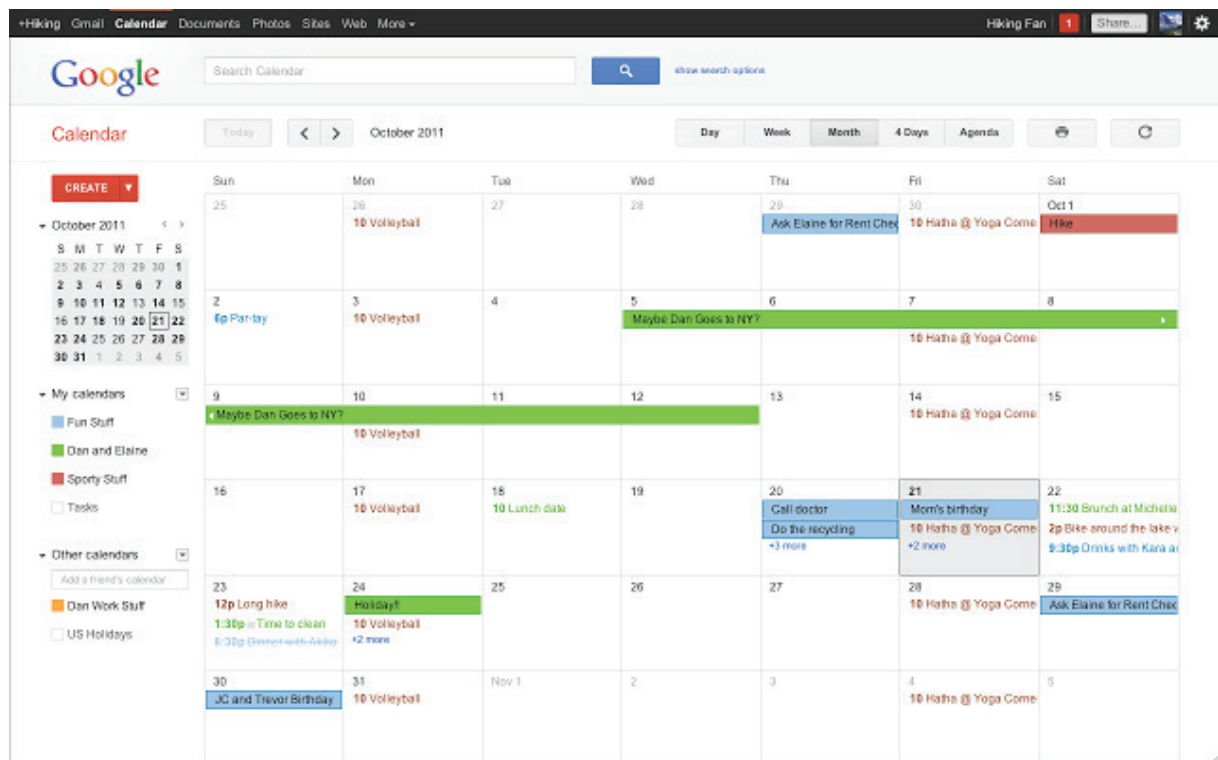 +Hiking Gmail Calendar Documents Photos Sites Web More Hiking Fan 1 Share...
Google Search Calendar show search options
Calendar Today October 2011 Day Week Month 4 Days Agenda
CREATE
October 2011
S M T W T F S
25 26 27 28 29 30 1
2 3 4 5 6 7 8
9 10 11 12 13 14 15
16 17 18 19 20 21 22
23 24 25 26 27 28 29
30 31 1 2 3 4 5
My calendars
Fun Stuff
Dan and Elaine
Sporty Stuff
Tasks
Other calendars
Add a friend's calendar
Dan Work Stuff
US Holidays
Sun Mon Tue Wed Thu Fri Sat
25 26 27 28 29 30 Oct 1
10 Volleyball Ask Elaine for Rent Chec 10 Hatha @ Yoga Corne Hike
2 3 4 5 6 7 8
6p Par-tay 10 Volleyball Maybe Dan Goes to NY?
10 Hatha @ Yoga Corne
9 10 11 12 13 14 15
Maybe Dan Goes to NY? 10 Hatha @ Yoga Corne
10 Volleyball
16 17 18 19 20 21 22
10 Volleyball 10 Lunch date Call doctor Mom's birthday 11:30 Brunch at Michelle
Do the recycling 10 Hatha @ Yoga Corne 2p Bike around the lake
+3 more +2 more 9:30p Drinks with Kara
23 24 25 26 27 28 29
12p Long hike Holiday!! 10 Hatha @ Yoga Corne Ask Elaine for Rent Chec
1:30p Time to clean 10 Volleyball
Dinner with +2 more
30 31 Nov 1 2 3 4 5
JC and Trevor Birthday 10 Volleyball 10 Hatha @ Yoga Corne